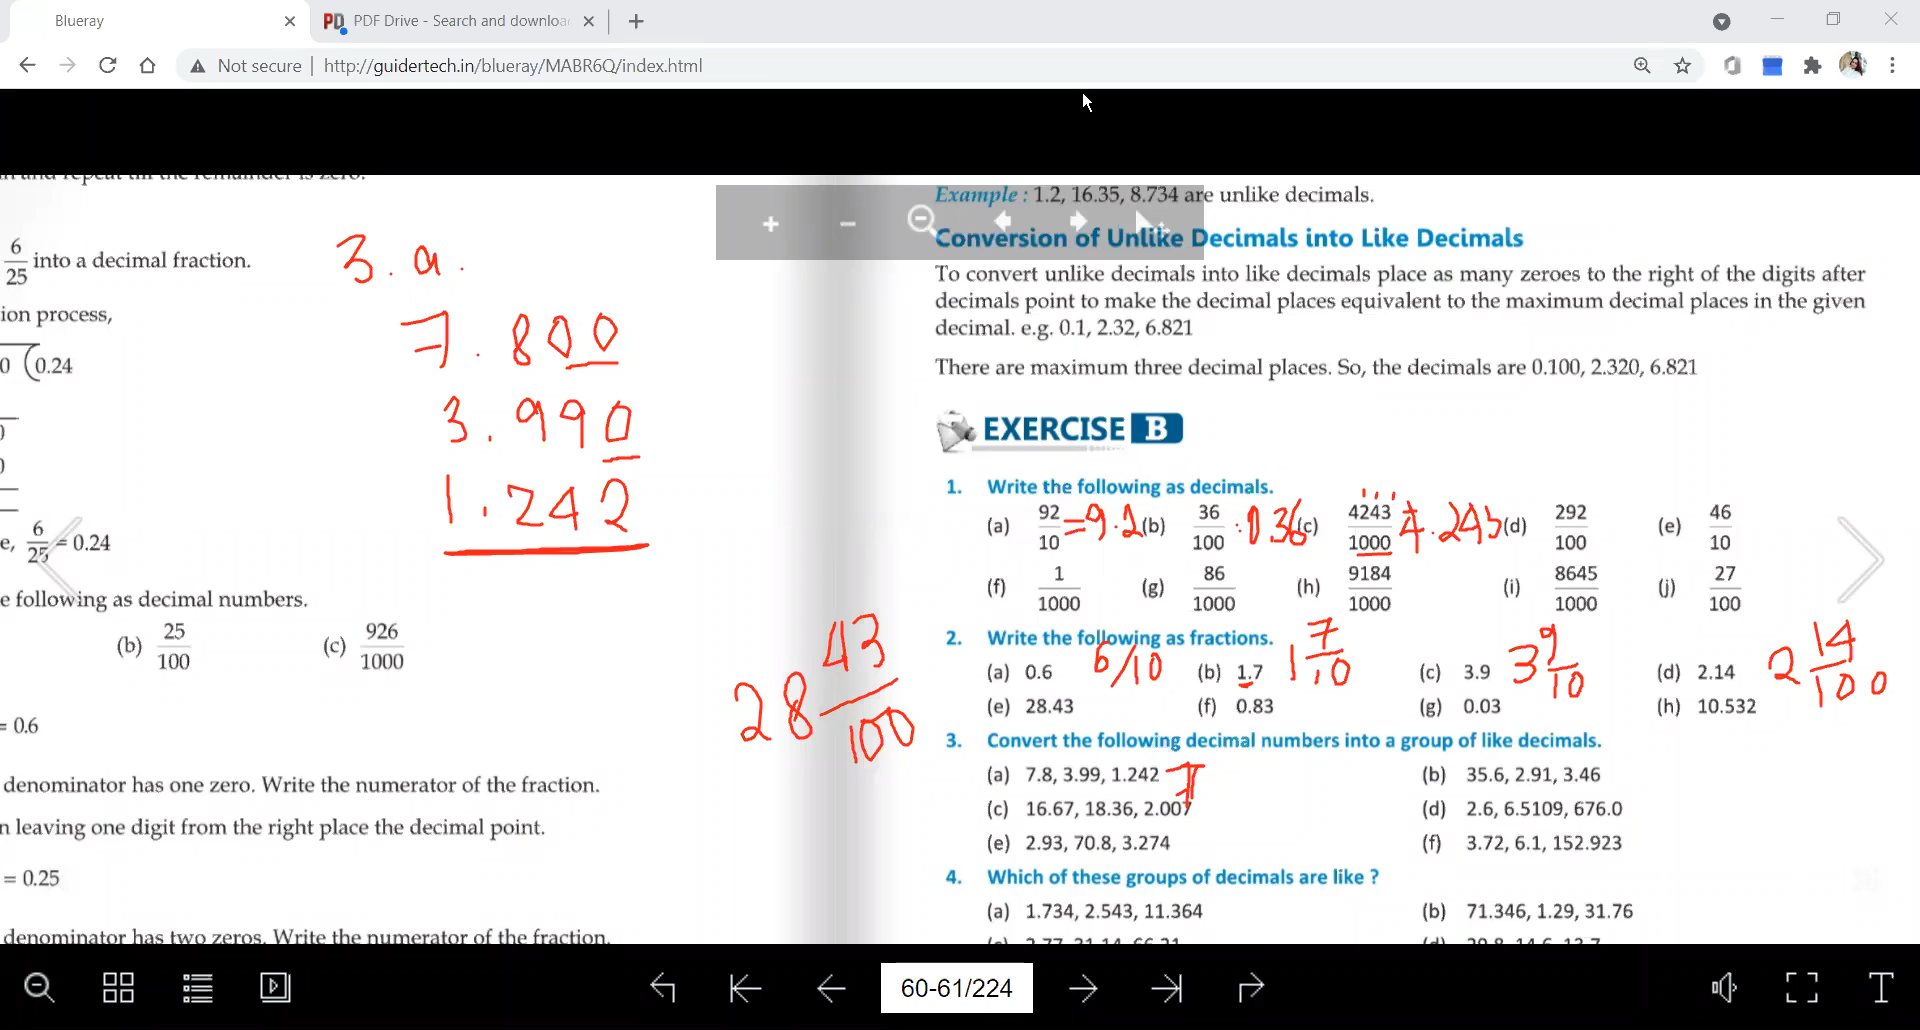 Blueray
PDF Drive - Search and downloa
Not secure | http://guidertech.in/blueray/MABR6Q/index.html
in and repeat till the remainder is zero.
6/25 into a decimal fraction.
ion process,
0 (0.24
0
0
e, 6/25 = 0.24
e following as decimal numbers.
(b) 25/100 (c) 926/1000
= 0.6
denominator has one zero. Write the numerator of the fraction.
n leaving one digit from the right place the decimal point.
= 0.25
denominator has two zeros. Write the numerator of the fraction.
3. a.
7.800
3.990
1.242
28 43/100
Example : 1.2, 16.35, 8.734 are unlike decimals.
Conversion of Unlike Decimals into Like Decimals
To convert unlike decimals into like decimals place as many zeroes to the right of the digits after
decimals point to make the decimal places equivalent to the maximum decimal places in the given
decimal. e.g. 0.1, 2.32, 6.821
There are maximum three decimal places. So, the decimals are 0.100, 2.320, 6.821
EXERCISE B
1. Write the following as decimals.
(a) 92/10 = 9.2 (b) 36/100 .036 (c) 4243/1000 4.243 (d) 292/100 (e) 46/10
(f) 1/1000 (g) 86/1000 (h) 9184/1000 (i) 8645/1000 (j) 27/100
2. Write the following as fractions.
(a) 0.6 6/10 (b) 1.7 1 7/10 (c) 3.9 3 9/10 (d) 2.14 2 14/100
(e) 28.43 (f) 0.83 (g) 0.03 (h) 10.532
3. Convert the following decimal numbers into a group of like decimals.
(a) 7.8, 3.99, 1.242 7 (b) 35.6, 2.91, 3.46
(c) 16.67, 18.36, 2.007 (d) 2.6, 6.5109, 676.0
(e) 2.93, 70.8, 3.274 (f) 3.72, 6.1, 152.923
4. Which of these groups of decimals are like ?
(a) 1.734, 2.543, 11.364 (b) 71.346, 1.29, 31.76
60-61/224